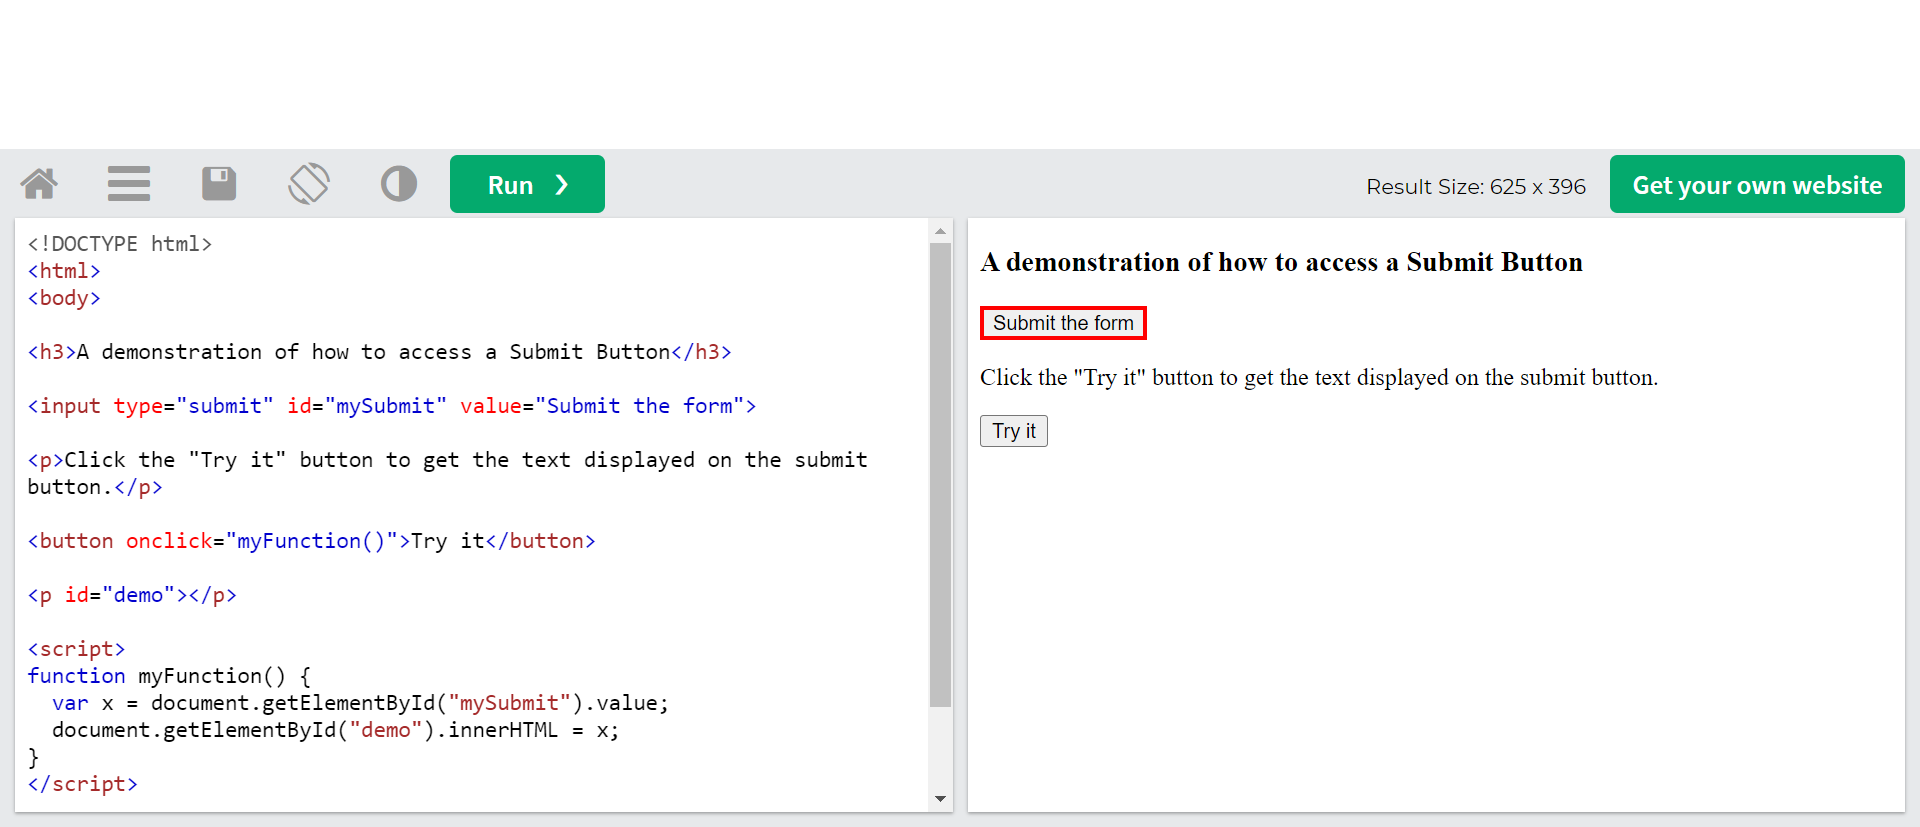 Run ❯
Result Size: 625 x 396
Get your own website
<!DOCTYPE html>
<html>
<body>
<h3>A demonstration of how to access a Submit Button</h3>
<input type="submit" id="mySubmit" value="Submit the form">
<p>Click the "Try it" button to get the text displayed on the submit
button.</p>
<button onclick="myFunction()">Try it</button>
<p id="demo"></p>
<script>
function myFunction() {
  var x = document.getElementById("mySubmit").value;
  document.getElementById("demo").innerHTML = x;
}
</script>
A demonstration of how to access a Submit Button
Submit the form
Click the "Try it" button to get the text displayed on the submit button.
Try it